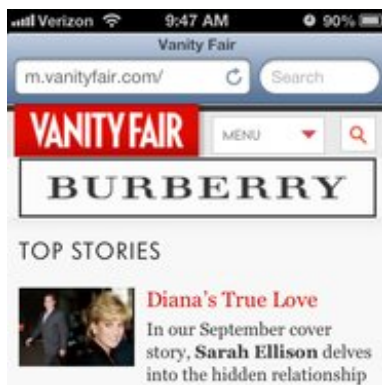 Verizon 9:47 AM 90%
Vanity Fair
m.vanityfair.com/ Search
VANITY FAIR MENU
BURBERRY
TOP STORIES
Diana's True Love
In our September cover
story, Sarah Ellison delves
into the hidden relationship